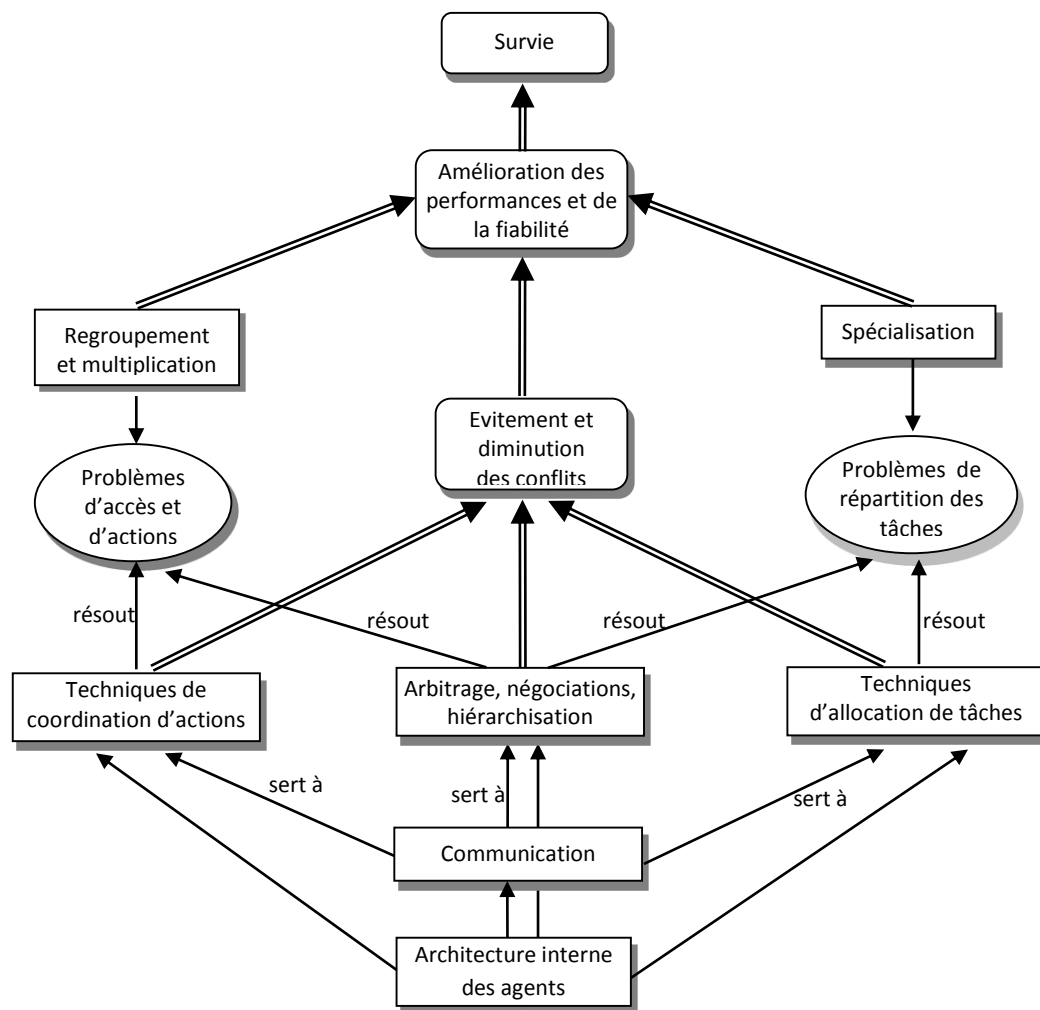 Survie
Amélioration des
performances et de
la fiabilité
Regroupement
et multiplication
Spécialisation
Evitement et
diminution
des conflits
Problèmes
d’accès et
d’actions
Problèmes de
répartition des
tâches
résout
résout
résout
résout
Techniques de
coordination d’actions
Arbitrage, négociations,
hiérarchisation
Techniques
d’allocation de tâches
sert à
sert à
sert à
Communication
Architecture interne
des agents